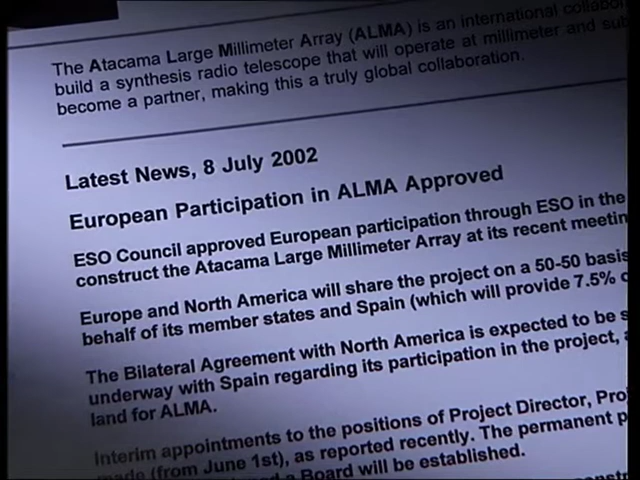 The Atacama Large Millimeter Array (ALMA) is an international
build a synthesis radio telescope that will operate at millimeter and
become a partner, making this a truly global collaboration.
Latest News, 8 July 2002
European Participation in ALMA Approved
ESO Council approved European participation through ESO in the
construct the Atacama Large Millimeter Array at its recent
Europe and North America will share the project on a 50-50 basis
behalf of its member states and Spain (which will provide 7.5%
The Bilateral Agreement with North America is expected to be
underway with Spain regarding its participation in the project,
land for ALMA.
Interim appointments to the positions of Project Director,
made (from June 1st), as reported recently. The permanent
a Board will be established.